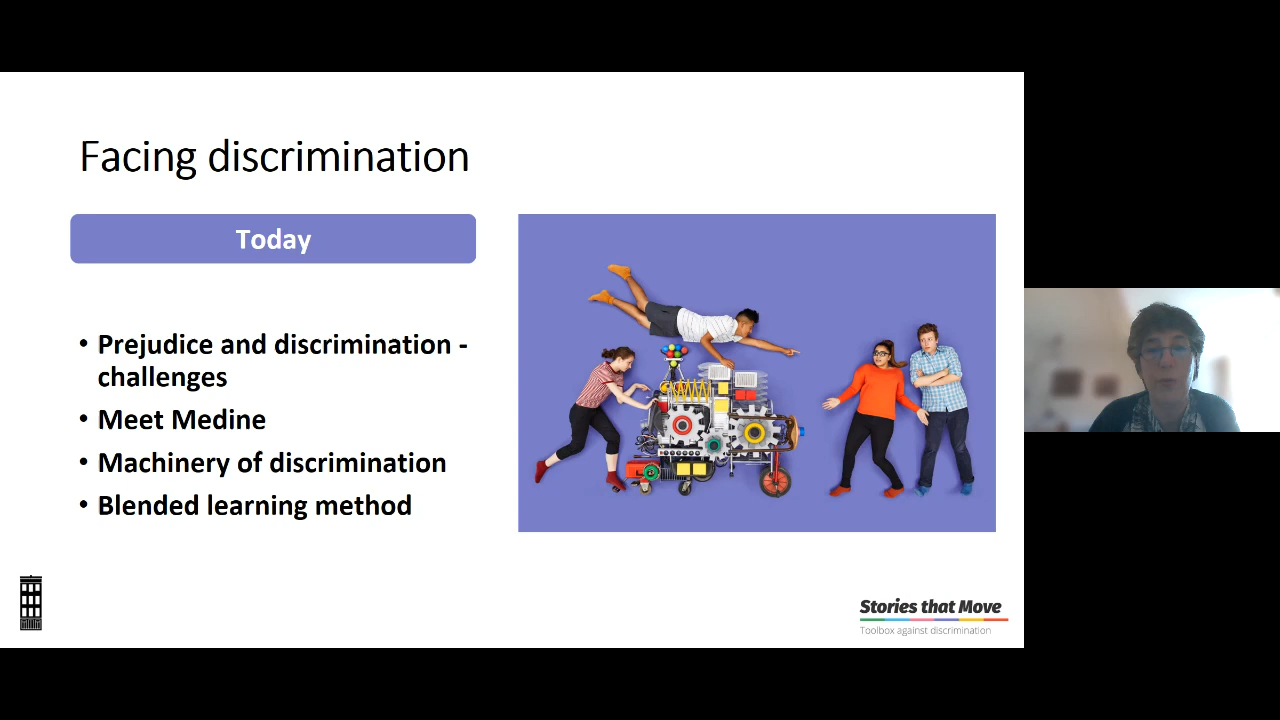 Facing discrimination
Today
• Prejudice and discrimination -
challenges
• Meet Medine
• Machinery of discrimination
• Blended learning method
Stories that Move
Toolbox against discrimination